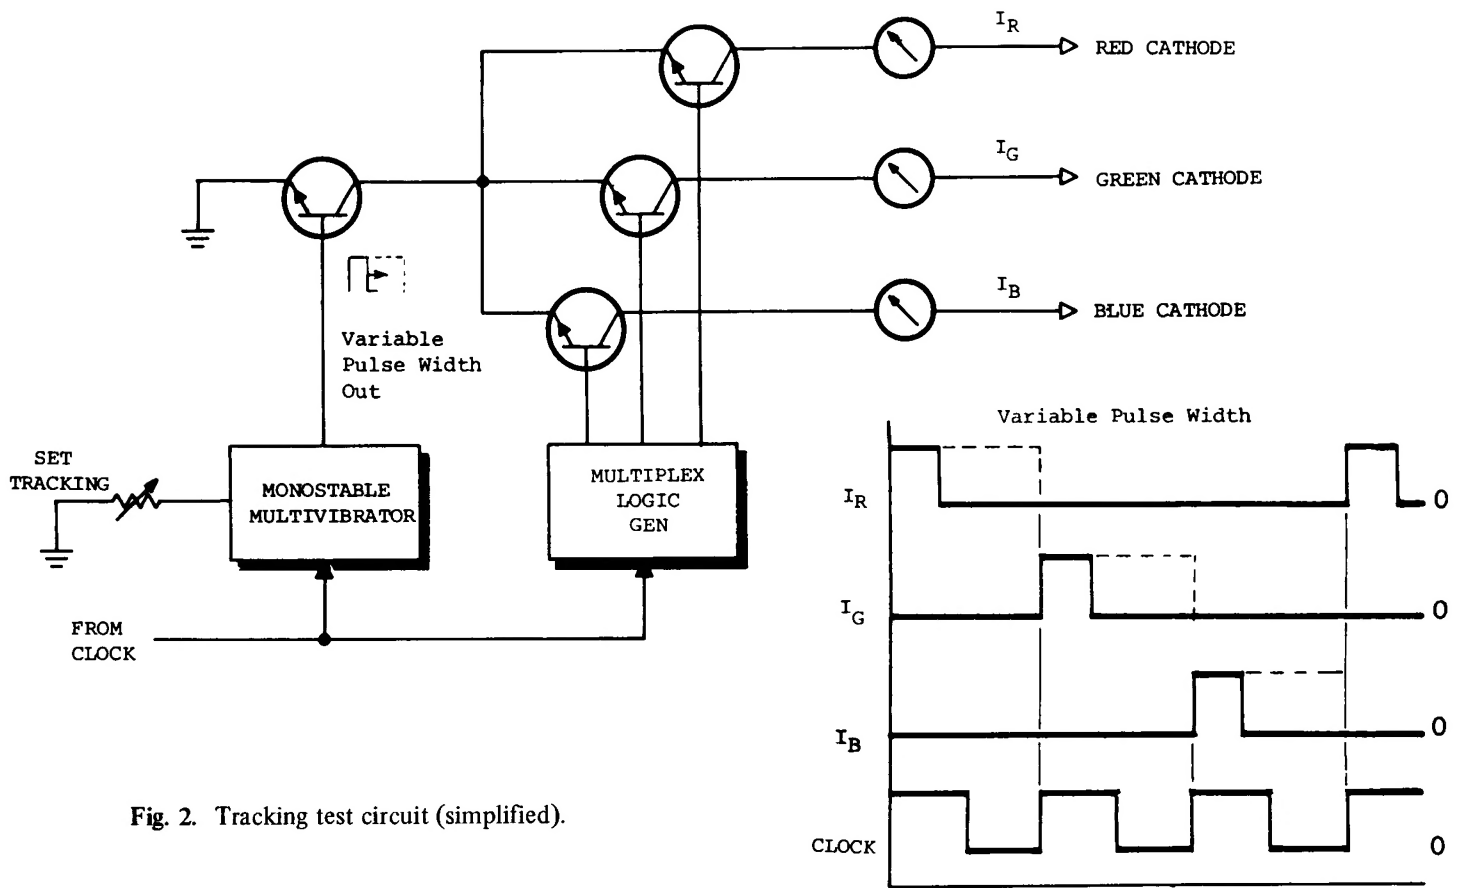 I_R
RED CATHODE
I_G
GREEN CATHODE
I_B
BLUE CATHODE
Variable
Pulse Width
Out
SET
TRACKING
MONOSTABLE
MULTIVIBRATOR
MULTIPLEX
LOGIC
GEN
FROM
CLOCK
Variable Pulse Width
I_R
0
I_G
0
I_B
0
CLOCK
0
Fig. 2. Tracking test circuit (simplified).